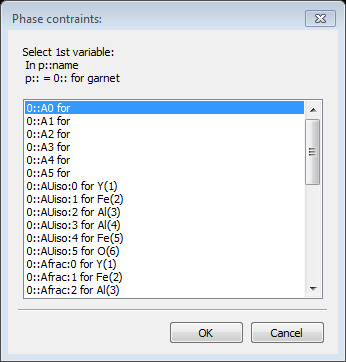 Phase contraints:
Select 1st variable:
In p::name
p:: = 0:: for garnet
0::A0 for
0::A1 for
0::A2 for
0::A3 for
0::A4 for
0::A5 for
0::AUiso:0 for Y(1)
0::AUiso:1 for Fe(2)
0::AUiso:2 for Al(3)
0::AUiso:3 for Al(4)
0::AUiso:4 for Fe(5)
0::AUiso:5 for O(6)
0::Afrac:0 for Y(1)
0::Afrac:1 for Fe(2)
0::Afrac:2 for Al(3)
OK Cancel